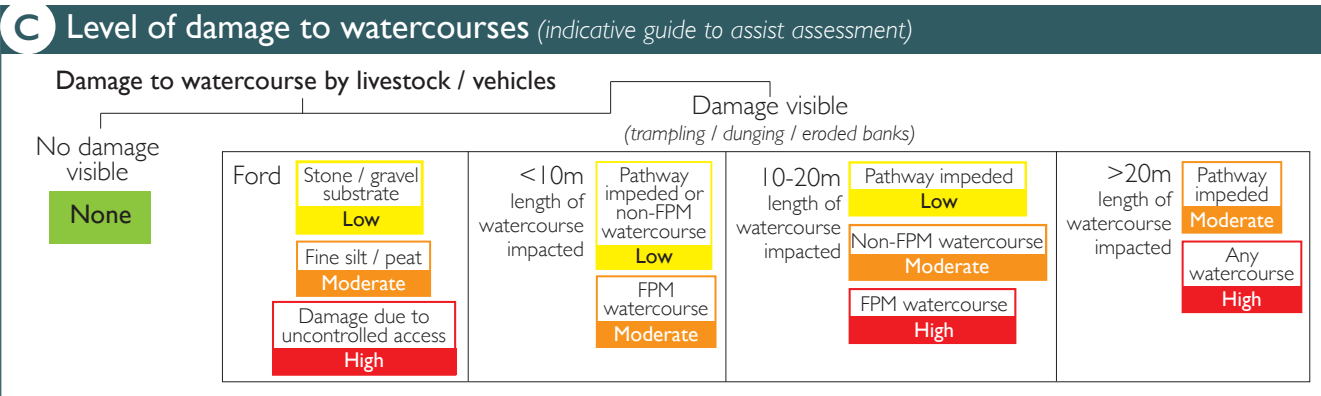 C Level of damage to watercourses (indicative guide to assist assessment)
Damage to watercourse by livestock / vehicles
No damage
visible
None
Damage visible
(trampling / dunging / eroded banks)
Ford
Stone / gravel
substrate
Low
Fine silt / peat
Moderate
Damage due to
uncontrolled access
High
<10m
length of
watercourse
impacted
Pathway
impeded or
non-FPM
watercourse
Low
FPM
watercourse
Moderate
10-20m
length of
watercourse
impacted
Pathway impeded
Low
Non-FPM watercourse
Moderate
FPM watercourse
High
>20m
length of
watercourse
impacted
Pathway
impeded
Moderate
Any
watercourse
High